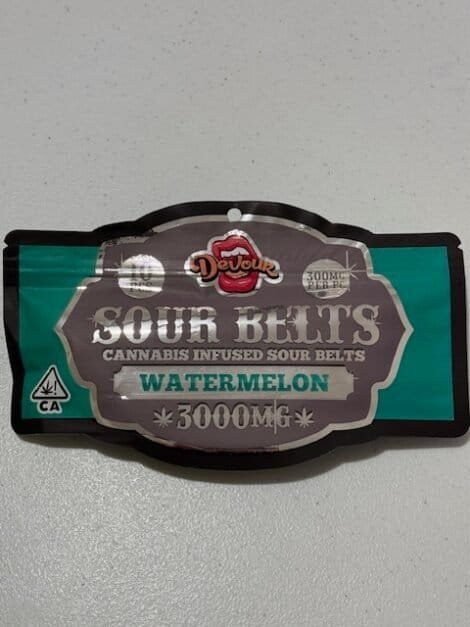 DeVour
10
PCS
300MG
PER PC
SOUR BELTS
CANNABIS INFUSED SOUR BELTS
WATERMELON
3000MG
CA